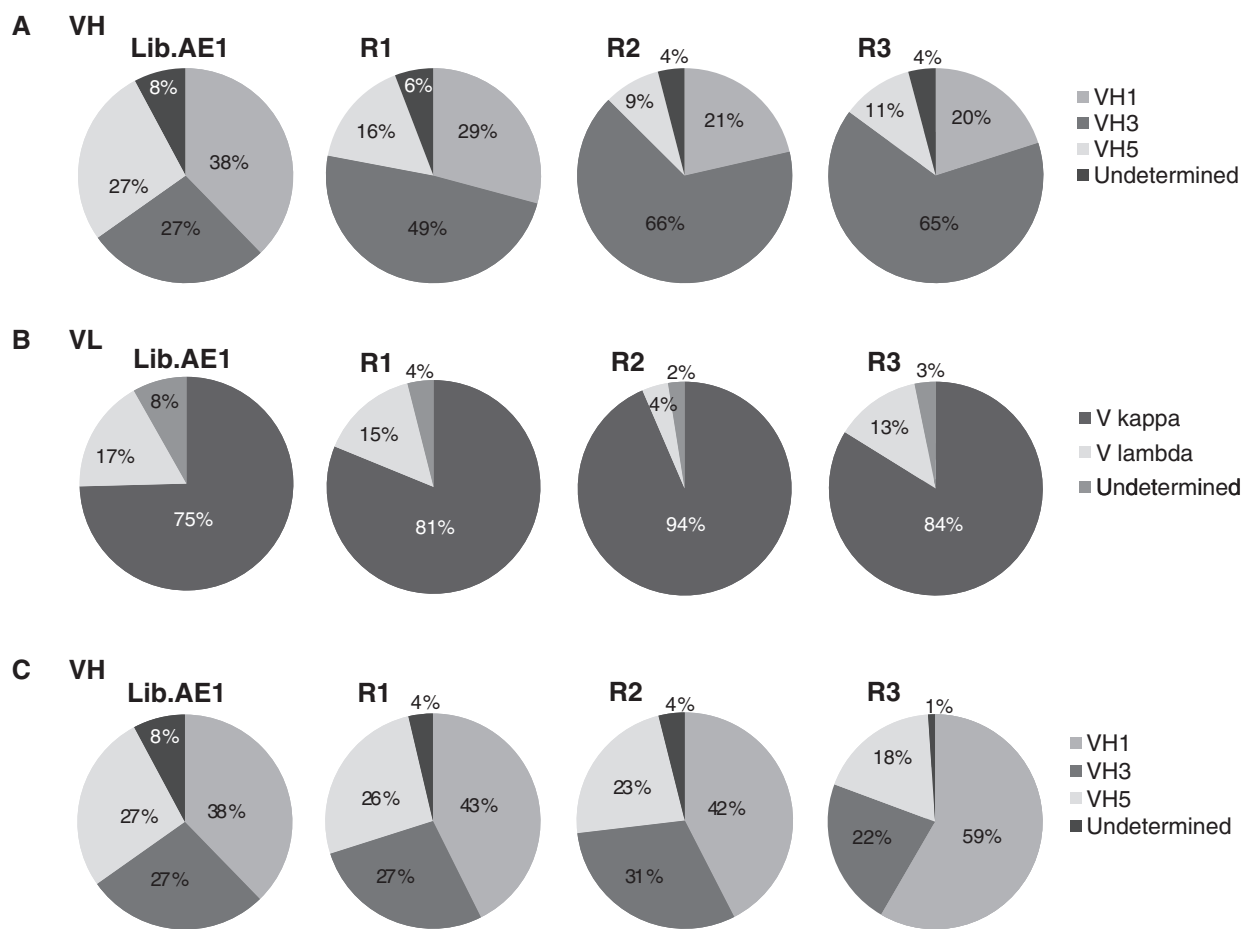 A VH
Lib.AE1 R1 R2 R3
8% 38% 27% 27%
6% 29% 16% 49%
4% 9% 21% 66%
4% 11% 20% 65%
VH1
VH3
VH5
Undetermined
B VL
Lib.AE1 R1 R2 R3
8% 17% 75%
4% 15% 81%
2% 4% 94%
3% 13% 84%
V kappa
V lambda
Undetermined
C VH
Lib.AE1 R1 R2 R3
8% 27% 38% 27%
4% 26% 43% 27%
4% 23% 42% 31%
1% 18% 22% 59%
VH1
VH3
VH5
Undetermined